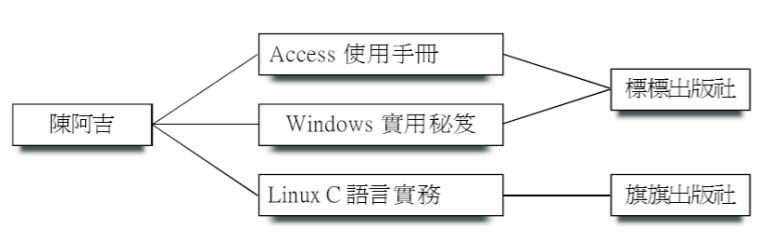 陳阿吉
Access 使用手冊
Windows 實用秘笈
Linux C 語言實務
標標出版社
旗旗出版社